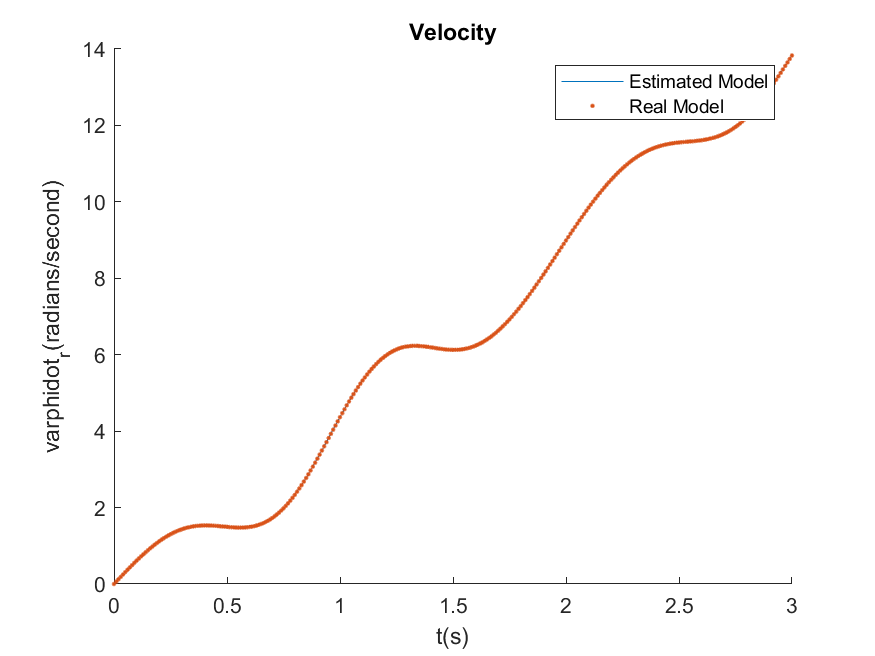 Velocity
14
12
10
8
6
4
2
0
varphidot_r(radians/second)
Estimated Model
Real Model
0 0.5 1 1.5 2 2.5 3
t(s)